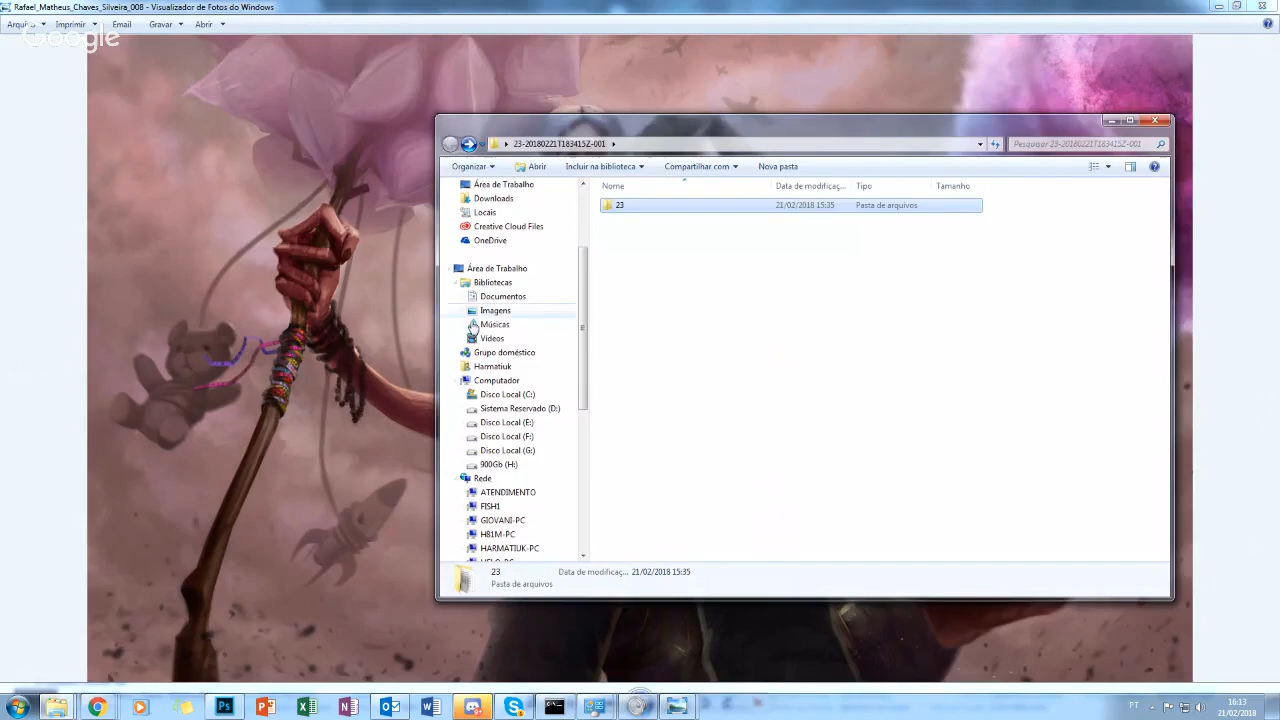 Rafael_Matheus_Chaves_Silveira_008 - Visualizador de Fotos do Windows
Arquivo Imprimir Email Gravar Abrir
Google
23-20180221T183415Z-001
Pesquisar 23-20180221T183415Z-001
Organizar Abrir Incluir na biblioteca Compartilhar com Nova pasta
Nome Data de modificaç... Tipo Tamanho
23 21/02/2018 15:35 Pasta de arquivos
Área de Trabalho
Downloads
Locais
Creative Cloud Files
OneDrive
Área de Trabalho
Bibliotecas
Documentos
Imagens
Músicas
Vídeos
Grupo doméstico
Harmatiuk
Computador
Disco Local (C:)
Sistema Reservado (D:)
Disco Local (E:)
Disco Local (F:)
Disco Local (G:)
900Gb (H:)
Rede
ATENDIMENTO
FISH1
GIOVANI-PC
H81M-PC
HARMATIUK-PC
23 Data de modificaç... 21/02/2018 15:35
Pasta de arquivos
PT
16:13
21/02/2018